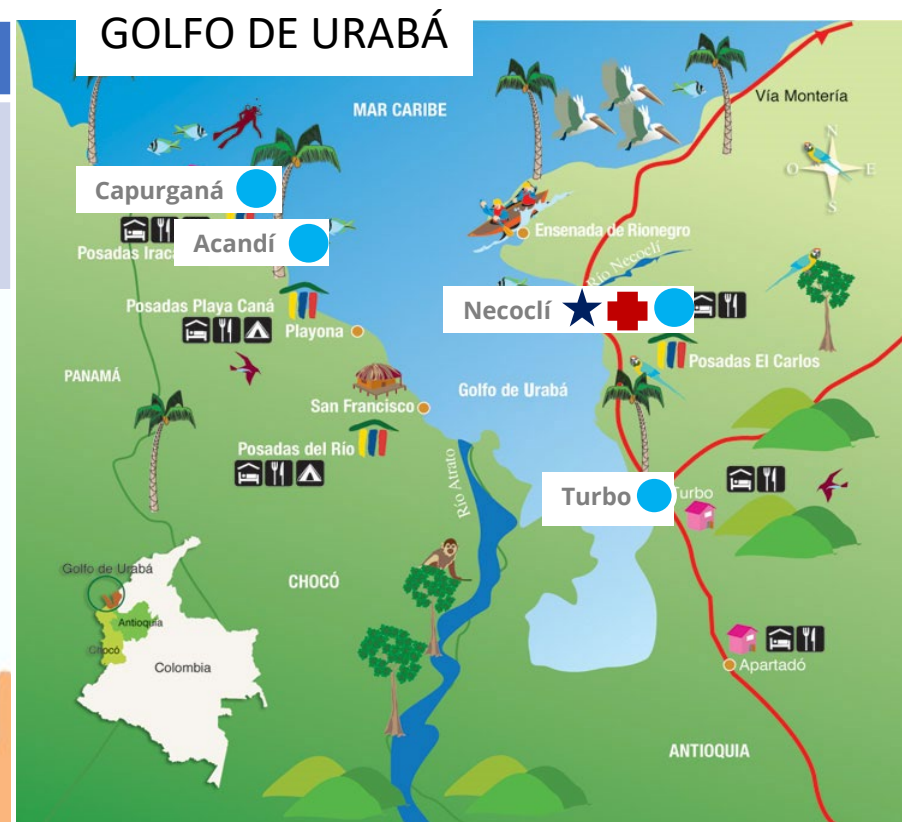 GOLFO DE URABÁ
MAR CARIBE
Vía Montería
N
O
E
S
Capurganá
Acandí
Ensenada de Rionegro
Posadas Iraca
Río Necoclí
Necoclí
Posadas Playa Caná
Playona
Posadas El Carlos
PANAMÁ
Golfo de Urabá
San Francisco
Posadas del Río
Río Atrato
Turbo
Turbo
CHOCÓ
Golfo de Urabá
Antioquia
Chocó
Colombia
Apartadó
ANTIOQUIA